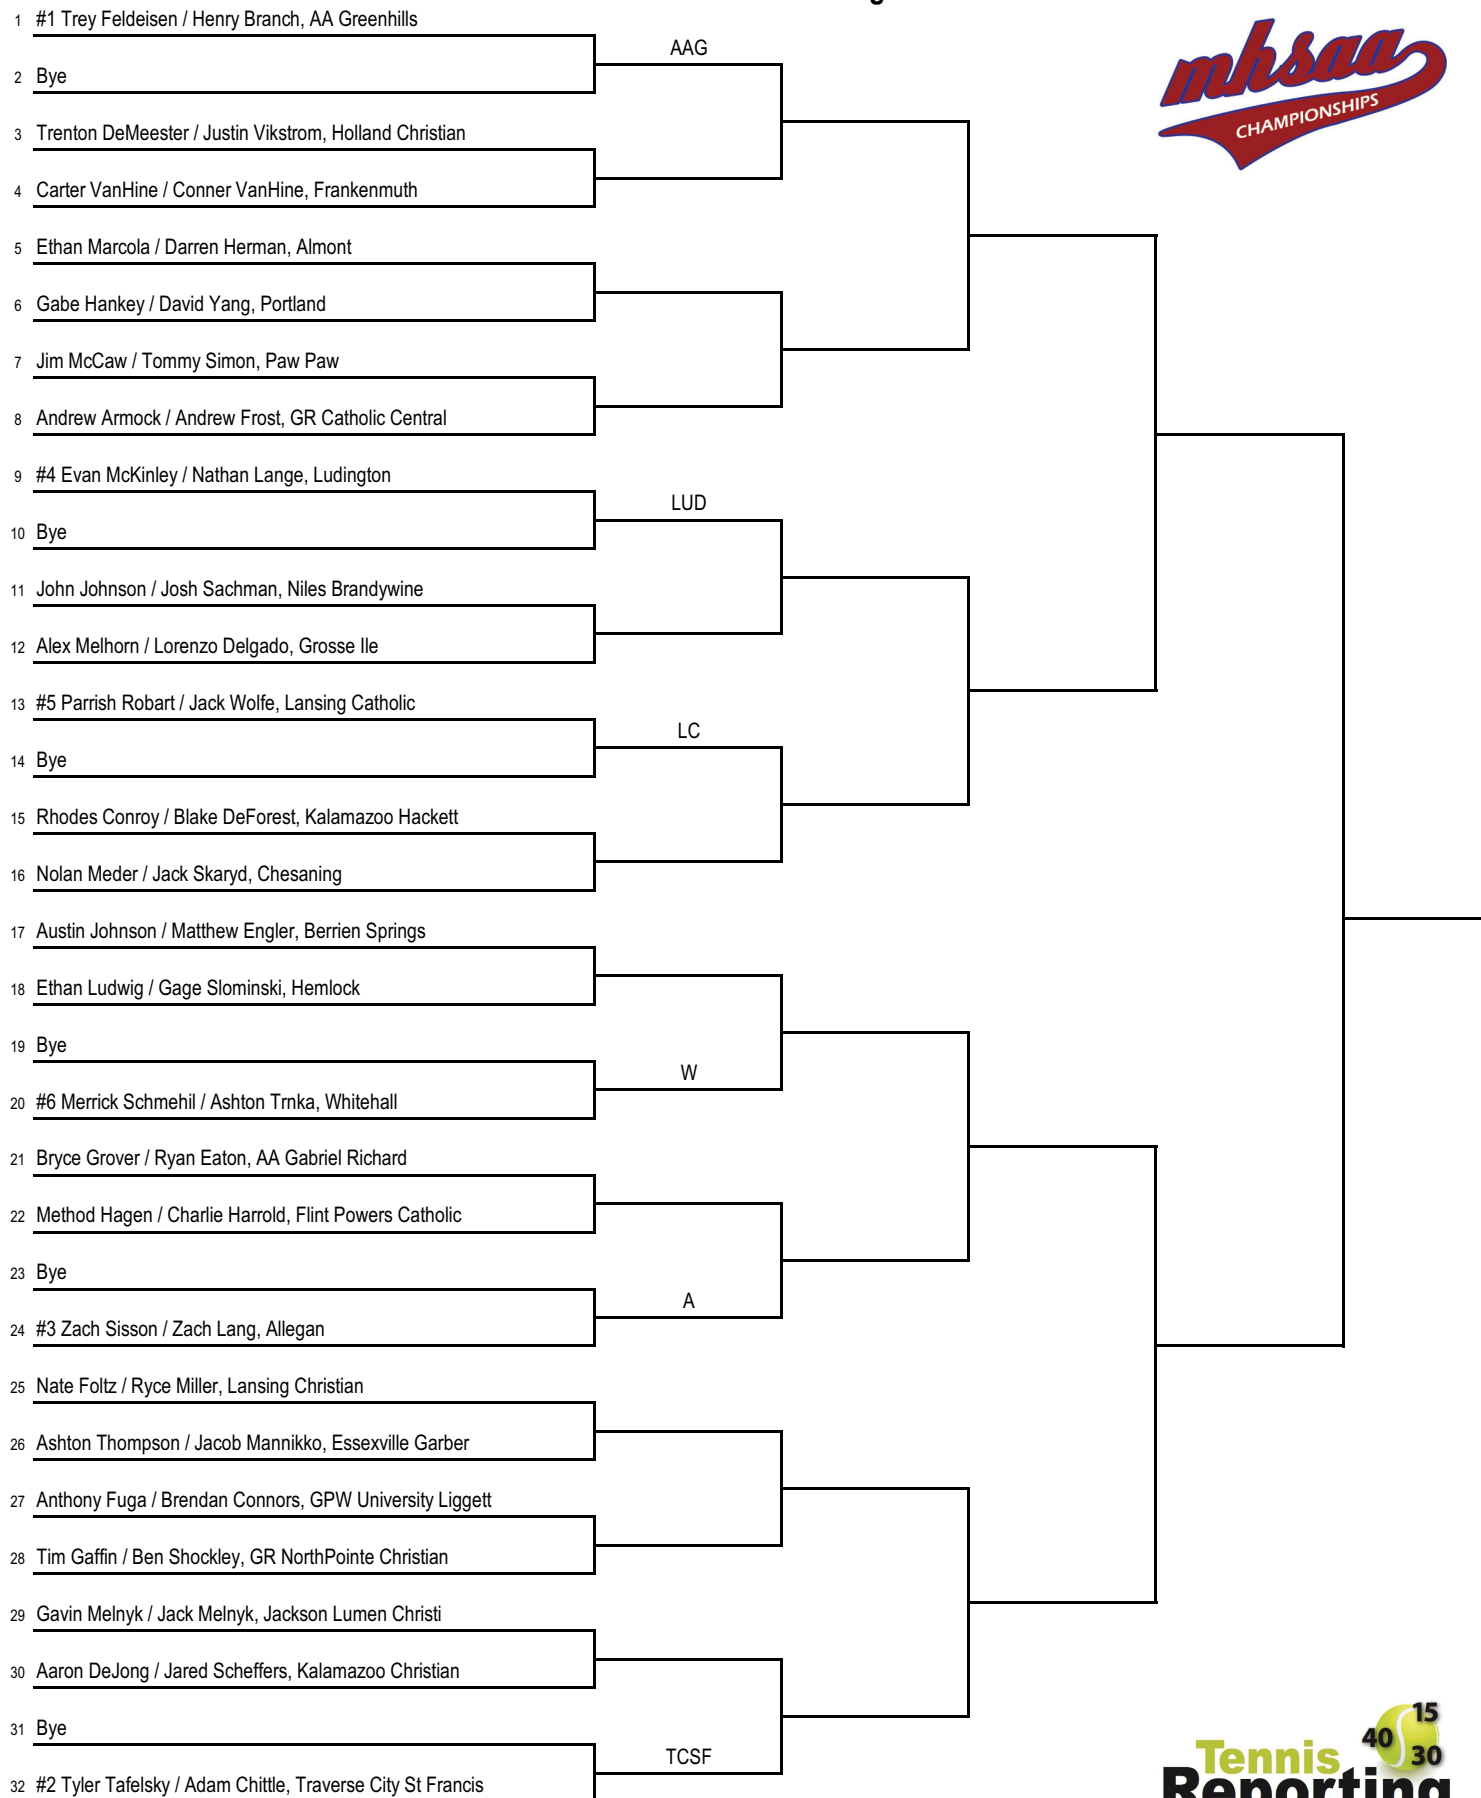 1 #1 Trey Feldeisen / Henry Branch, AA Greenhills
AAG
2 Bye
3 Trenton DeMeester / Justin Vikstrom, Holland Christian
4 Carter VanHine / Conner VanHine, Frankenmuth
5 Ethan Marcola / Darren Herman, Almont
6 Gabe Hankey / David Yang, Portland
7 Jim McCaw / Tommy Simon, Paw Paw
8 Andrew Armock / Andrew Frost, GR Catholic Central
9 #4 Evan McKinley / Nathan Lange, Ludington
LUD
10 Bye
11 John Johnson / Josh Sachman, Niles Brandywine
12 Alex Melhorn / Lorenzo Delgado, Grosse Ile
13 #5 Parrish Robart / Jack Wolfe, Lansing Catholic
LC
14 Bye
15 Rhodes Conroy / Blake DeForest, Kalamazoo Hackett
16 Nolan Meder / Jack Skaryd, Chesaning
17 Austin Johnson / Matthew Engler, Berrien Springs
18 Ethan Ludwig / Gage Slominski, Hemlock
19 Bye
W
20 #6 Merrick Schmehil / Ashton Trnka, Whitehall
21 Bryce Grover / Ryan Eaton, AA Gabriel Richard
22 Method Hagen / Charlie Harrold, Flint Powers Catholic
23 Bye
A
24 #3 Zach Sisson / Zach Lang, Allegan
25 Nate Foltz / Ryce Miller, Lansing Christian
26 Ashton Thompson / Jacob Mannikko, Essexville Garber
27 Anthony Fuga / Brendan Connors, GPW University Liggett
28 Tim Gaffin / Ben Shockley, GR NorthPointe Christian
29 Gavin Melnyk / Jack Melnyk, Jackson Lumen Christi
30 Aaron DeJong / Jared Scheffers, Kalamazoo Christian
31 Bye
TCSF
32 #2 Tyler Tafelsky / Adam Chittle, Traverse City St Francis
mhsaa
CHAMPIONSHIPS
15
40
30
Tennis
Reporting